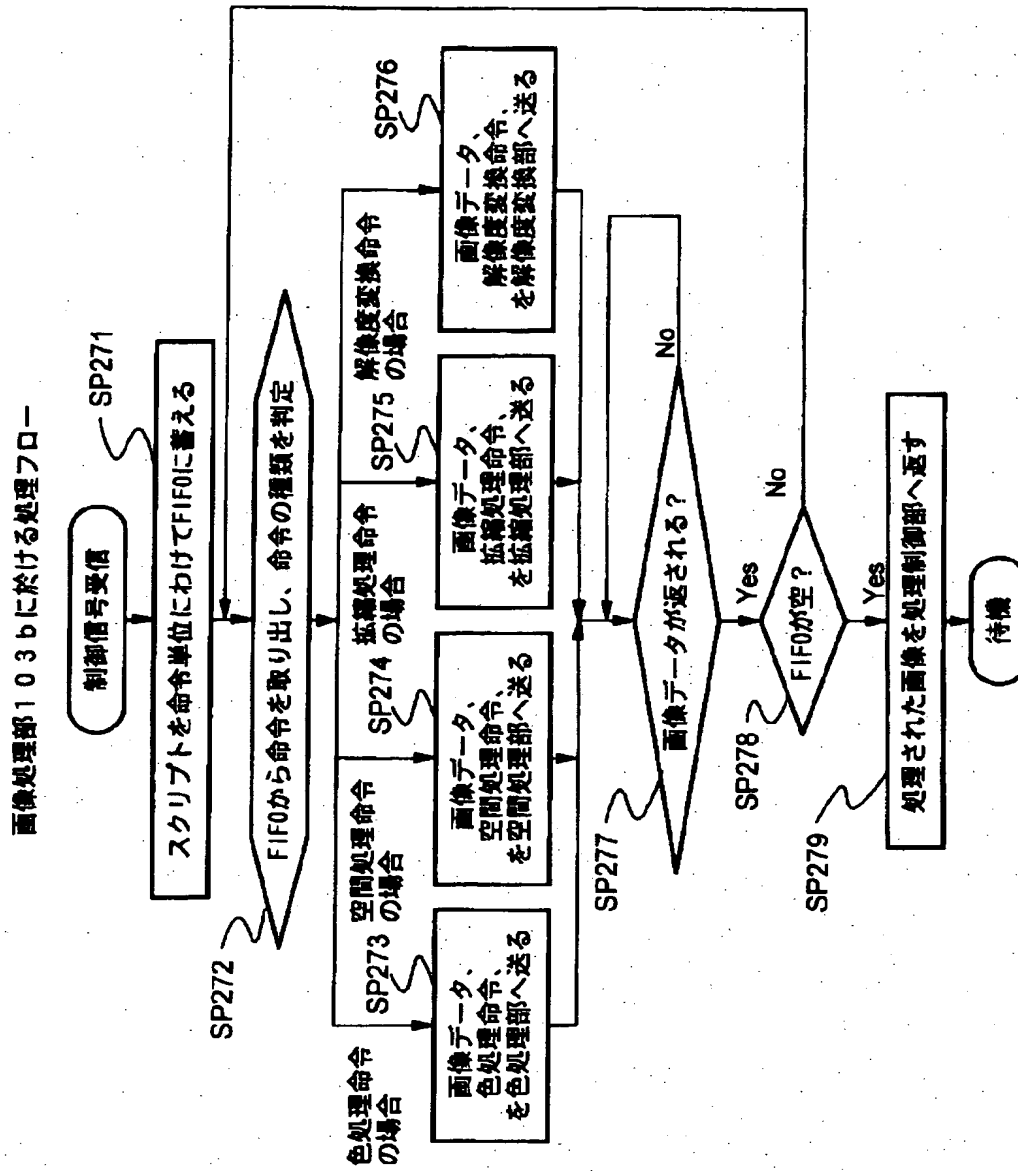 画像処理部103bに於ける処理フロー
制御信号受信
SP271
スクリプトを命令単位にわけてFIFOに蓄える
SP272
FIFOから命令を取り出し、命令の種類を判定
色処理命令
の場合
空間処理命令
の場合
拡縮処理命令
の場合
解像度変換命令
の場合
SP273
画像データ、
色処理命令、
を色処理部へ送る
SP274
画像データ、
空間処理命令、
を空間処理部へ送る
SP275
画像データ、
拡縮処理命令、
を拡縮処理部へ送る
SP276
画像データ、
解像度変換命令、
を解像度変換部へ送る
SP277
画像データが返される?
No
Yes
SP278
FIFOが空?
No
Yes
SP279
処理された画像を処理制御部へ返す
待機